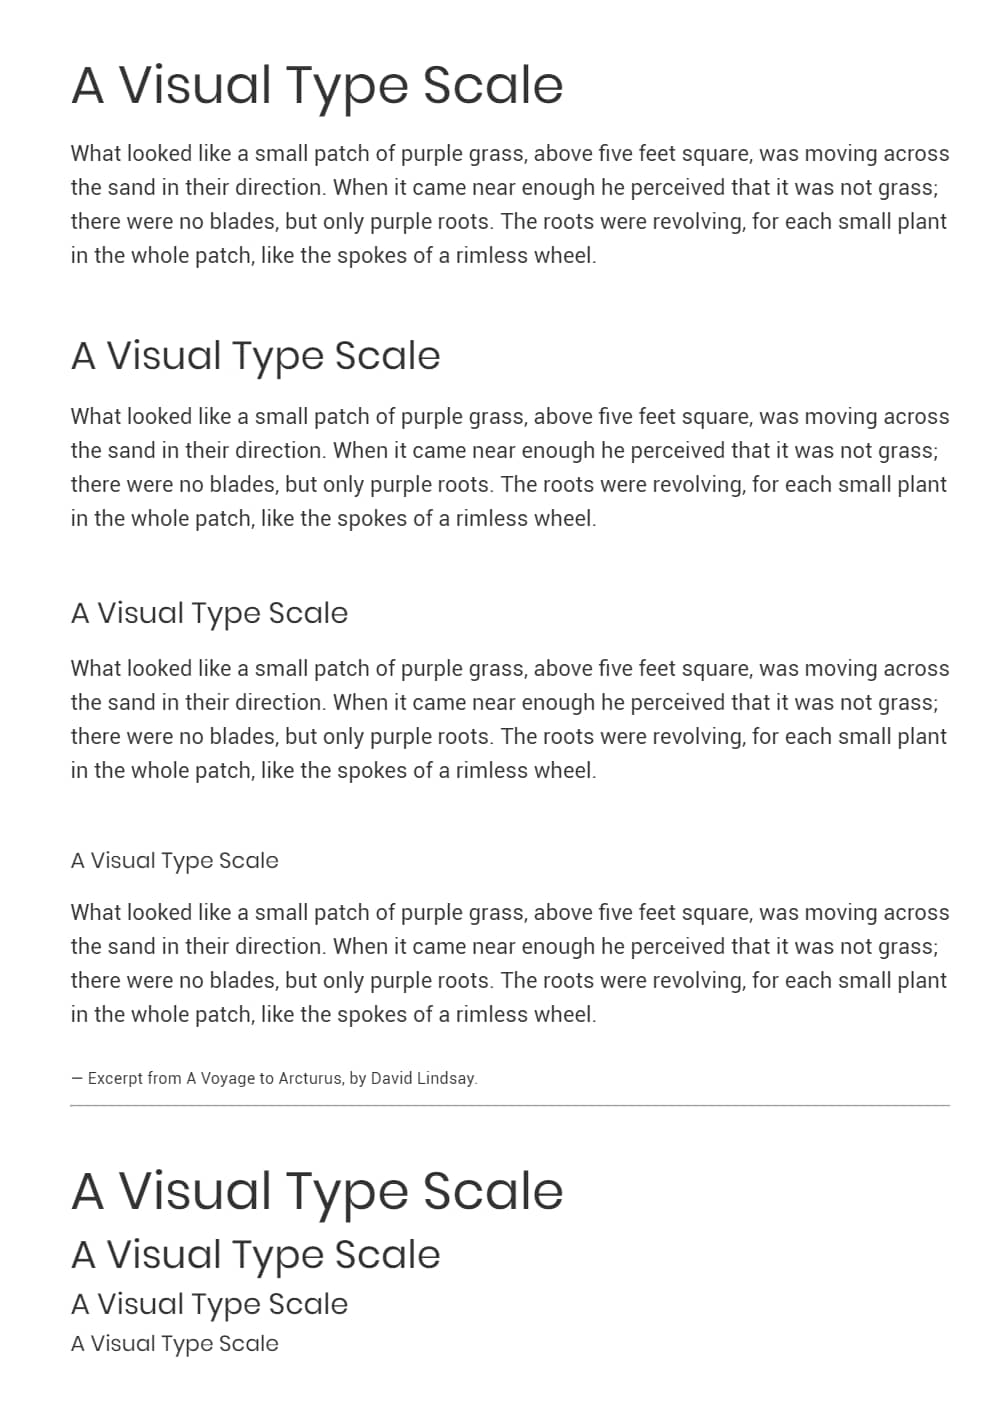 A Visual Type Scale
What looked like a small patch of purple grass, above five feet square, was moving across
the sand in their direction. When it came near enough he perceived that it was not grass;
there were no blades, but only purple roots. The roots were revolving, for each small plant
in the whole patch, like the spokes of a rimless wheel.
A Visual Type Scale
What looked like a small patch of purple grass, above five feet square, was moving across
the sand in their direction. When it came near enough he perceived that it was not grass;
there were no blades, but only purple roots. The roots were revolving, for each small plant
in the whole patch, like the spokes of a rimless wheel.
A Visual Type Scale
What looked like a small patch of purple grass, above five feet square, was moving across
the sand in their direction. When it came near enough he perceived that it was not grass;
there were no blades, but only purple roots. The roots were revolving, for each small plant
in the whole patch, like the spokes of a rimless wheel.
A Visual Type Scale
What looked like a small patch of purple grass, above five feet square, was moving across
the sand in their direction. When it came near enough he perceived that it was not grass;
there were no blades, but only purple roots. The roots were revolving, for each small plant
in the whole patch, like the spokes of a rimless wheel.
— Excerpt from A Voyage to Arcturus, by David Lindsay.
A Visual Type Scale
A Visual Type Scale
A Visual Type Scale
A Visual Type Scale